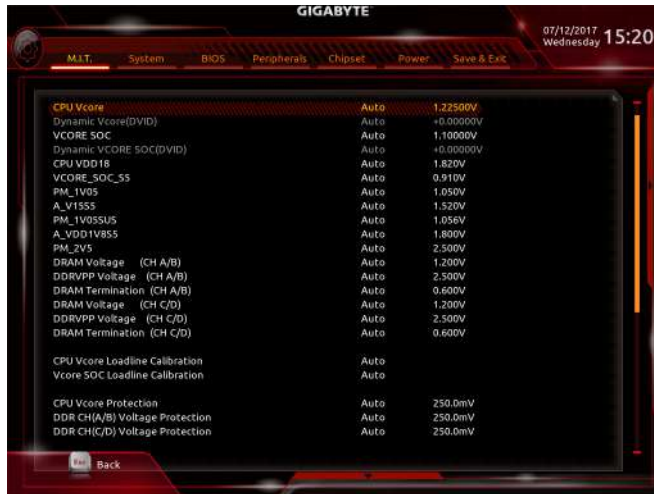 GIGABYTE
07/12/2017 Wednesday 15:20
M.I.T. System BIOS Peripherals Chipset Power Save & Exit
CPU Vcore Auto 1.22500V
Dynamic Vcore(DVID) Auto +0.00000V
VCORE SOC Auto 1.10000V
Dynamic VCORE SOC(DVID) Auto +0.00000V
CPU VDD18 Auto 1.820V
VCORE_SOC_S5 Auto 0.910V
PM_1V05 Auto 1.050V
A_V15S5 Auto 1.520V
PM_1V05SUS Auto 1.056V
A_VDD1V8S5 Auto 1.800V
PM_2V5 Auto 2.500V
DRAM Voltage (CH A/B) Auto 1.200V
DDRVPP Voltage (CH A/B) Auto 2.500V
DRAM Termination (CH A/B) Auto 0.600V
DRAM Voltage (CH C/D) Auto 1.200V
DDRVPP Voltage (CH C/D) Auto 2.500V
DRAM Termination (CH C/D) Auto 0.600V
CPU Vcore Loadline Calibration Auto
Vcore SOC Loadline Calibration Auto
CPU Vcore Protection Auto 250.0mV
DDR CH(A/B) Voltage Protection Auto 250.0mV
DDR CH(C/D) Voltage Protection Auto 250.0mV
Esc Back